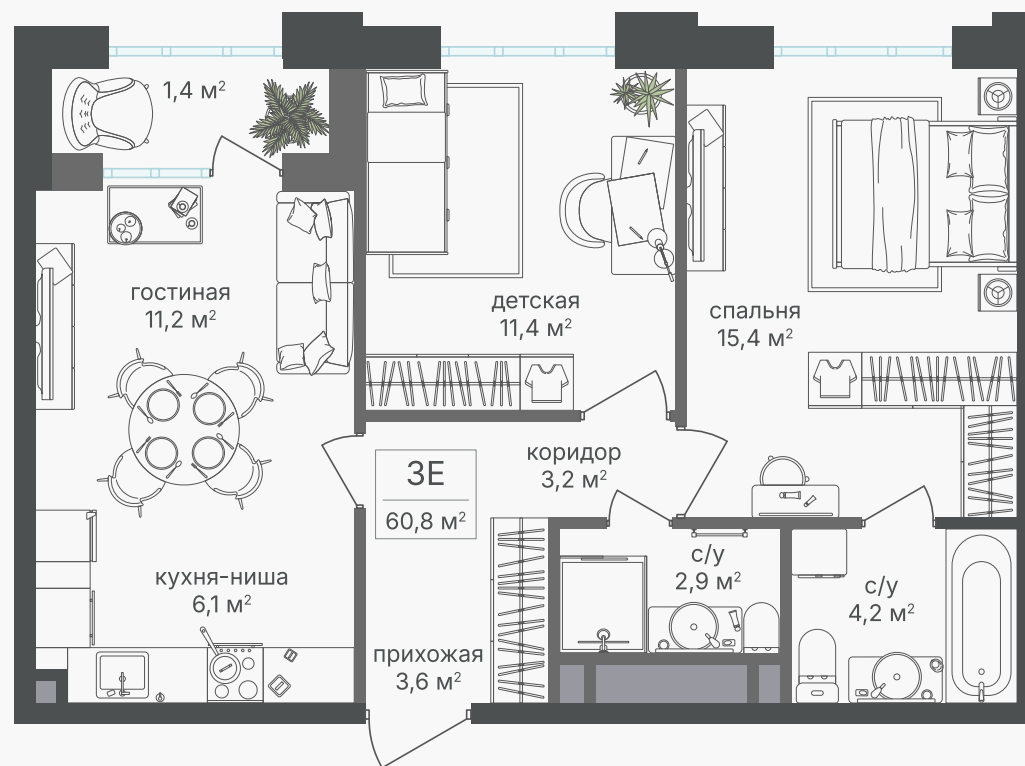 1,4 м²
гостиная
11,2 м²
детская
11,4 м²
спальня
15,4 м²
3Е
60,8 м²
коридор
3,2 м²
кухня-ниша
6,1 м²
с/у
2,9 м²
с/у
4,2 м²
прихожая
3,6 м²